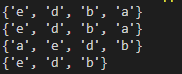 {'e', 'd', 'b', 'a'}
{'e', 'd', 'b', 'a'}
{'a', 'e', 'd', 'b'}
{'e', 'd', 'b'}